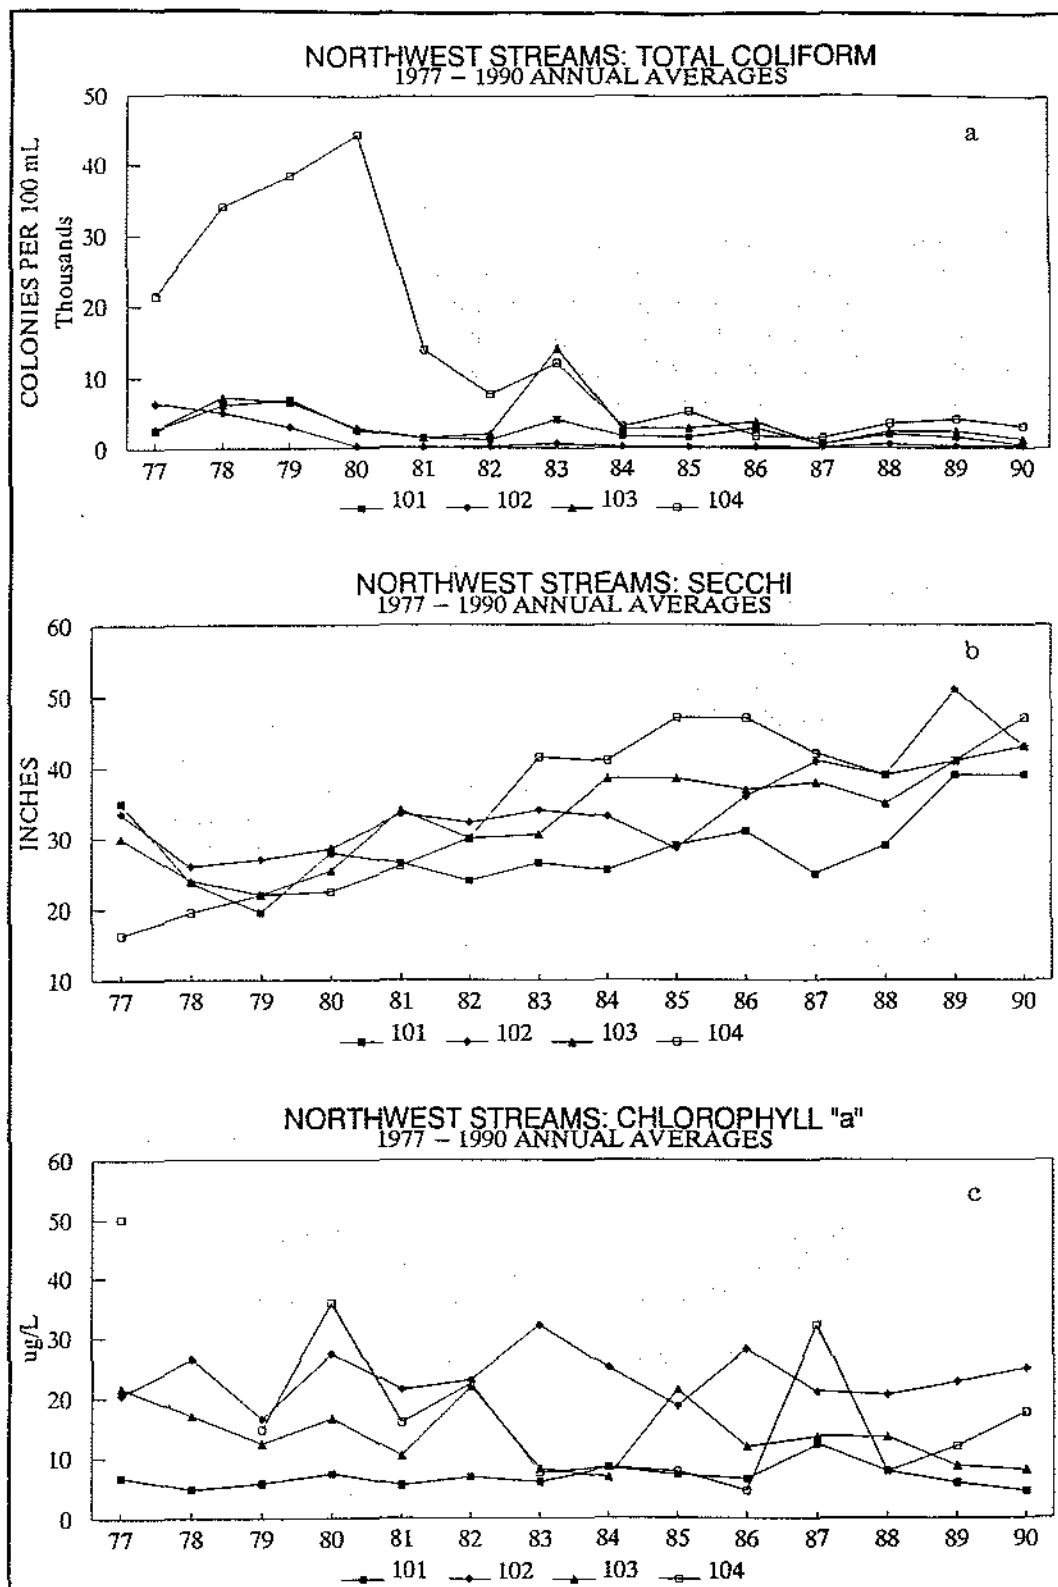 NORTHWEST STREAMS: TOTAL COLIFORM
1977 – 1990 ANNUAL AVERAGES
a
COLONIES PER 100 mL
Thousands
50
40
30
20
10
0
77 78 79 80 81 82 83 84 85 86 87 88 89 90
101 102 103 104
NORTHWEST STREAMS: SECCHI
1977 – 1990 ANNUAL AVERAGES
b
INCHES
60
50
40
30
20
10
77 78 79 80 81 82 83 84 85 86 87 88 89 90
101 102 103 104
NORTHWEST STREAMS: CHLOROPHYLL "a"
1977 – 1990 ANNUAL AVERAGES
c
ug/L
60
50
40
30
20
10
0
77 78 79 80 81 82 83 84 85 86 87 88 89 90
101 102 103 104